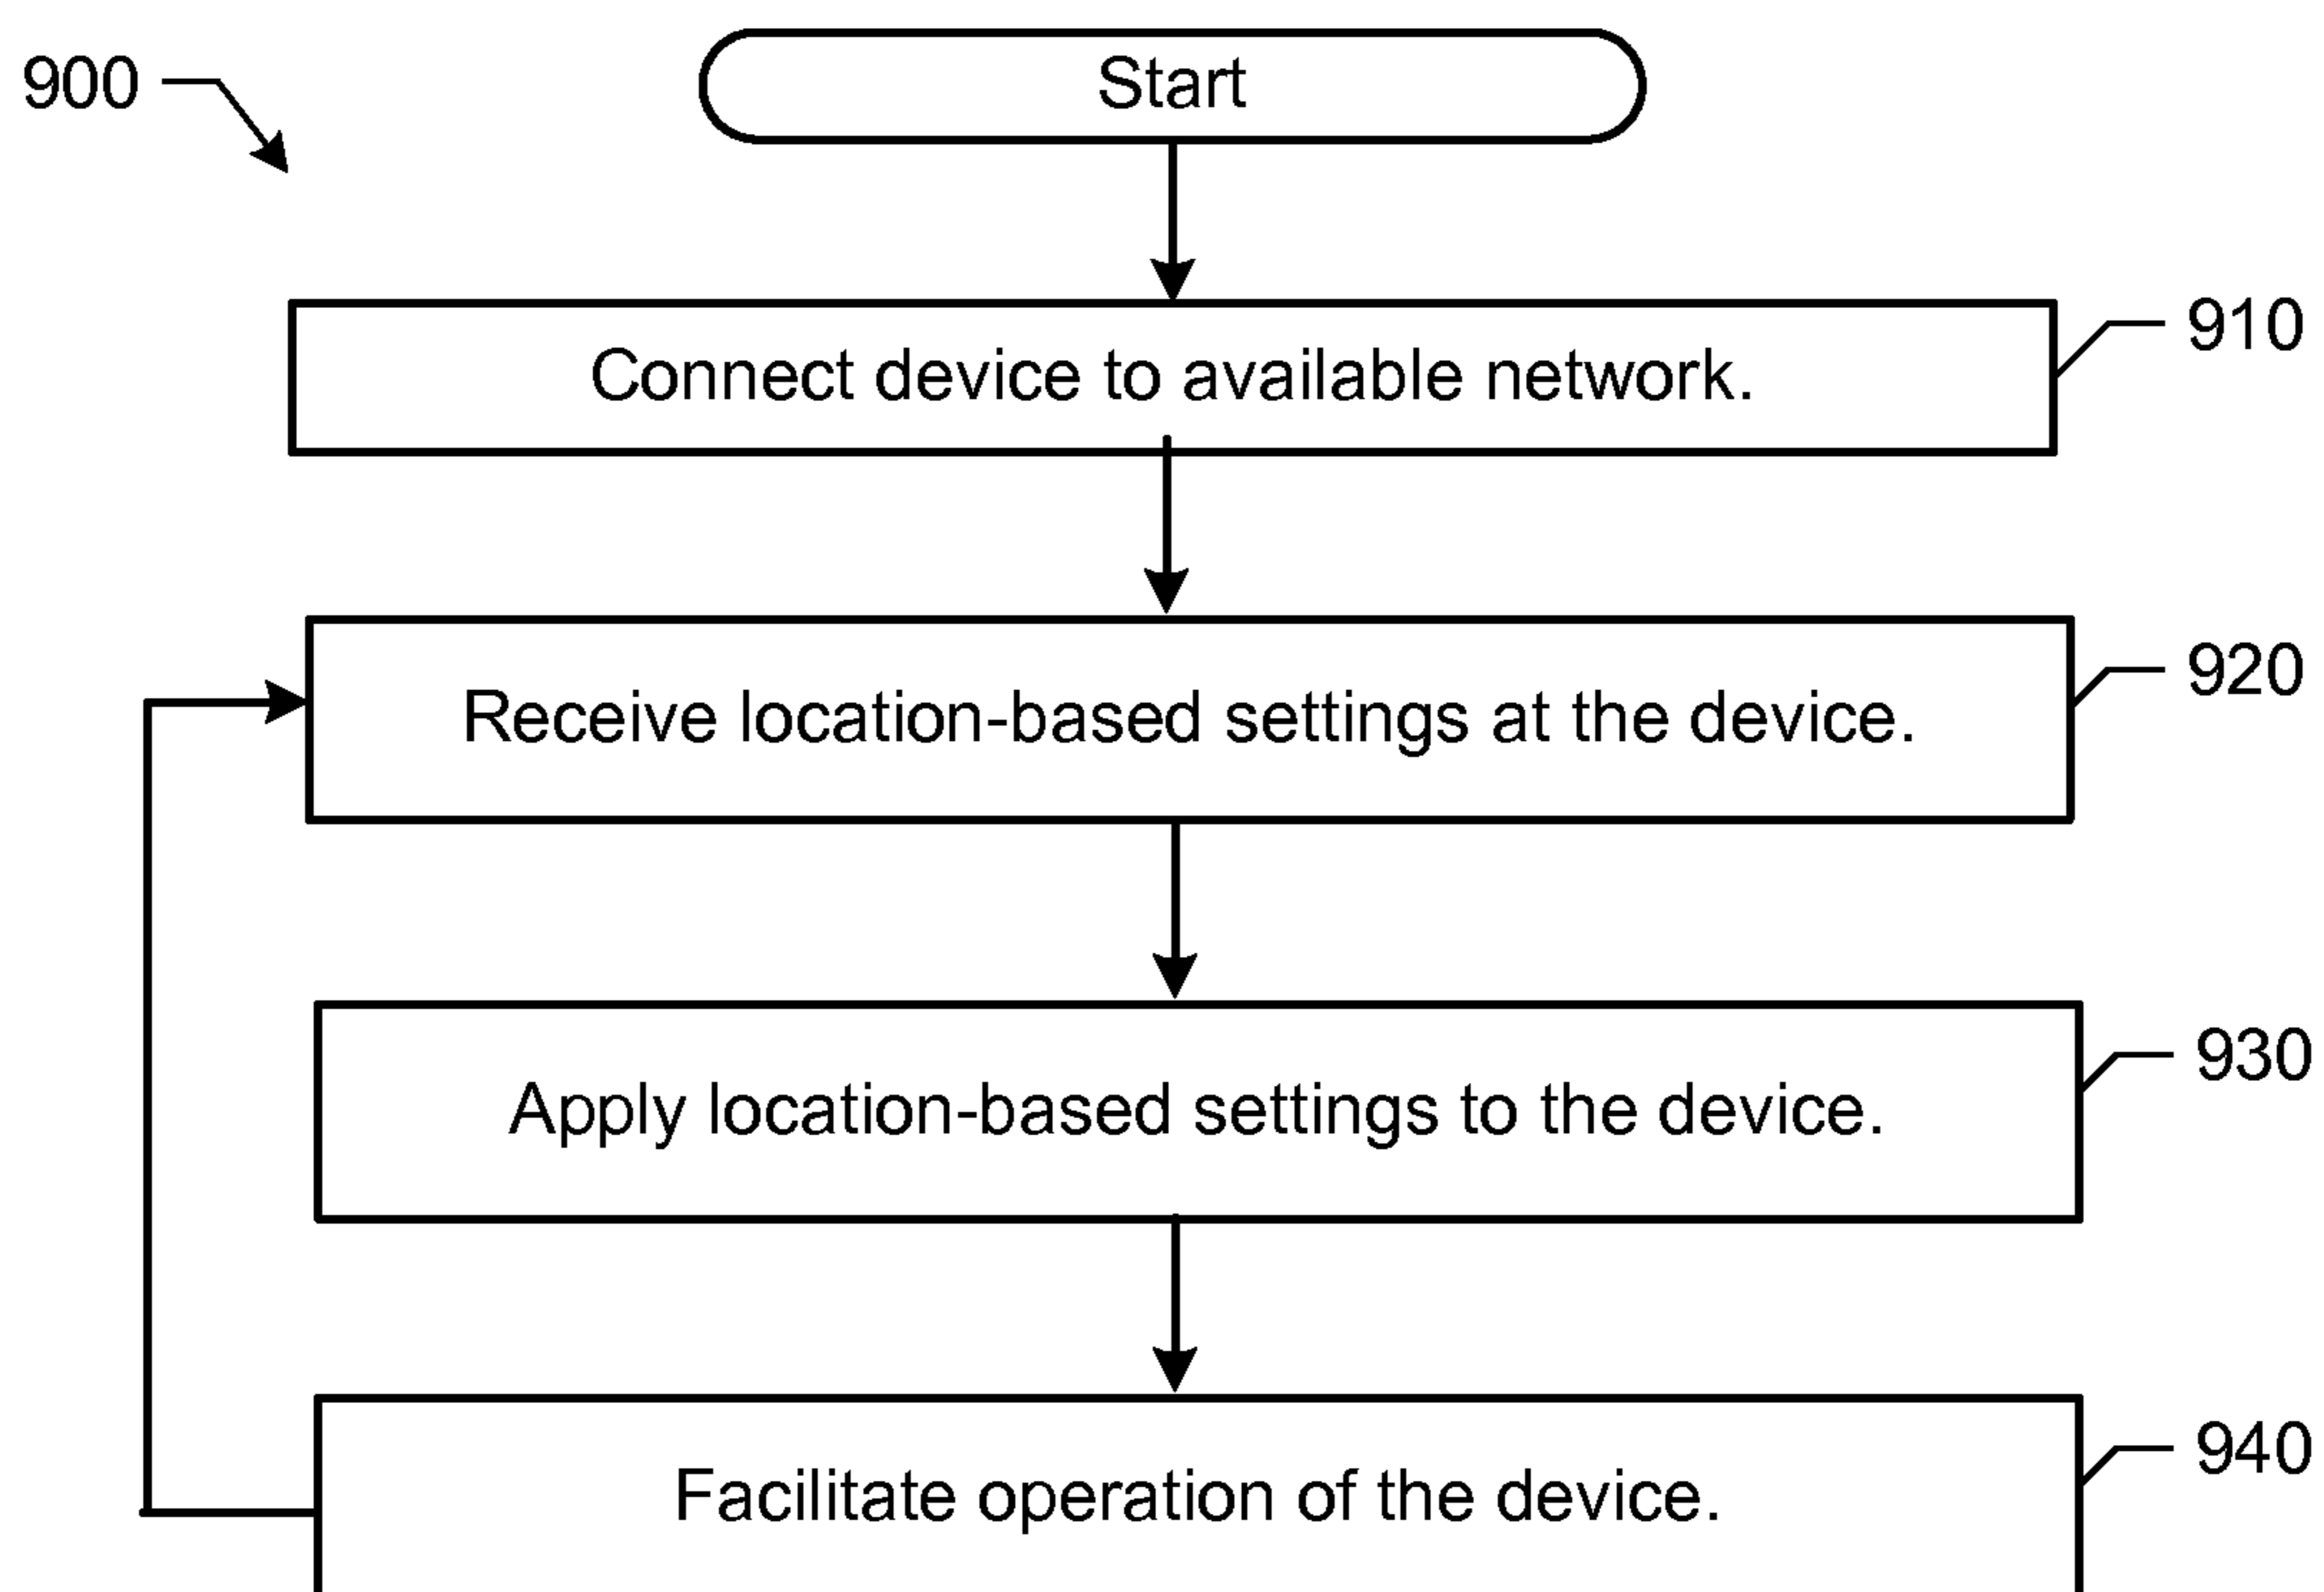 900
Start
Connect device to available network.
910
Receive location-based settings at the device.
920
Apply location-based settings to the device.
930
Facilitate operation of the device.
940